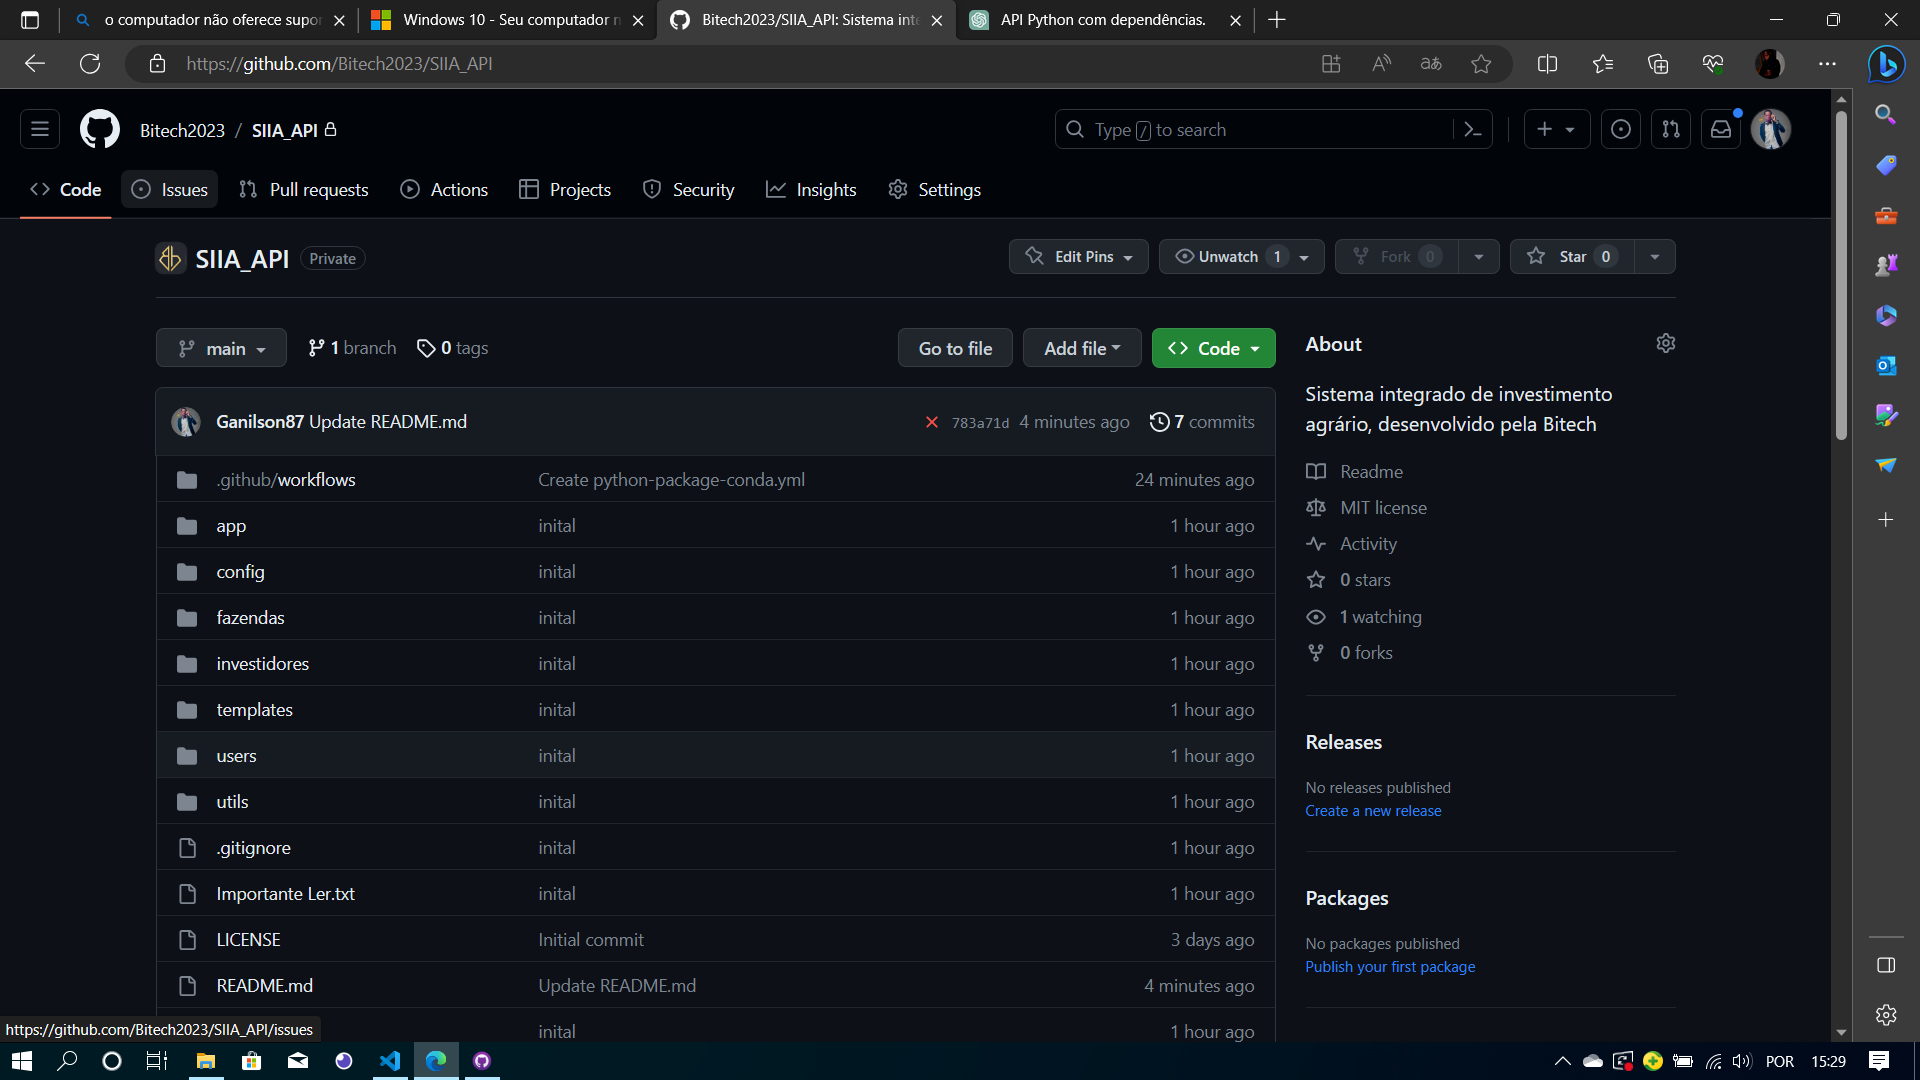 o computador não oferece supor
Windows 10 - Seu computador n
Bitech2023/SIIA_API: Sistema inte
API Python com dependências.
https://github.com/Bitech2023/SIIA_API
Bitech2023 / SIIA_API
Type / to search
Code
Issues
Pull requests
Actions
Projects
Security
Insights
Settings
SIIA_API Private
Edit Pins
Unwatch 1
Fork 0
Star 0
main
1 branch
0 tags
Go to file
Add file
Code
Ganilson87 Update README.md
783a71d 4 minutes ago
7 commits
.github/workflows Create python-package-conda.yml 24 minutes ago
app inital 1 hour ago
config inital 1 hour ago
fazendas inital 1 hour ago
investidores inital 1 hour ago
templates inital 1 hour ago
users inital 1 hour ago
utils inital 1 hour ago
.gitignore inital 1 hour ago
Importante Ler.txt inital 1 hour ago
LICENSE Initial commit 3 days ago
README.md Update README.md 4 minutes ago
inital 1 hour ago
About
Sistema integrado de investimento
agrário, desenvolvido pela Bitech
Readme
MIT license
Activity
0 stars
1 watching
0 forks
Releases
No releases published
Create a new release
Packages
No packages published
Publish your first package
https://github.com/Bitech2023/SIIA_API/issues
POR 15:29